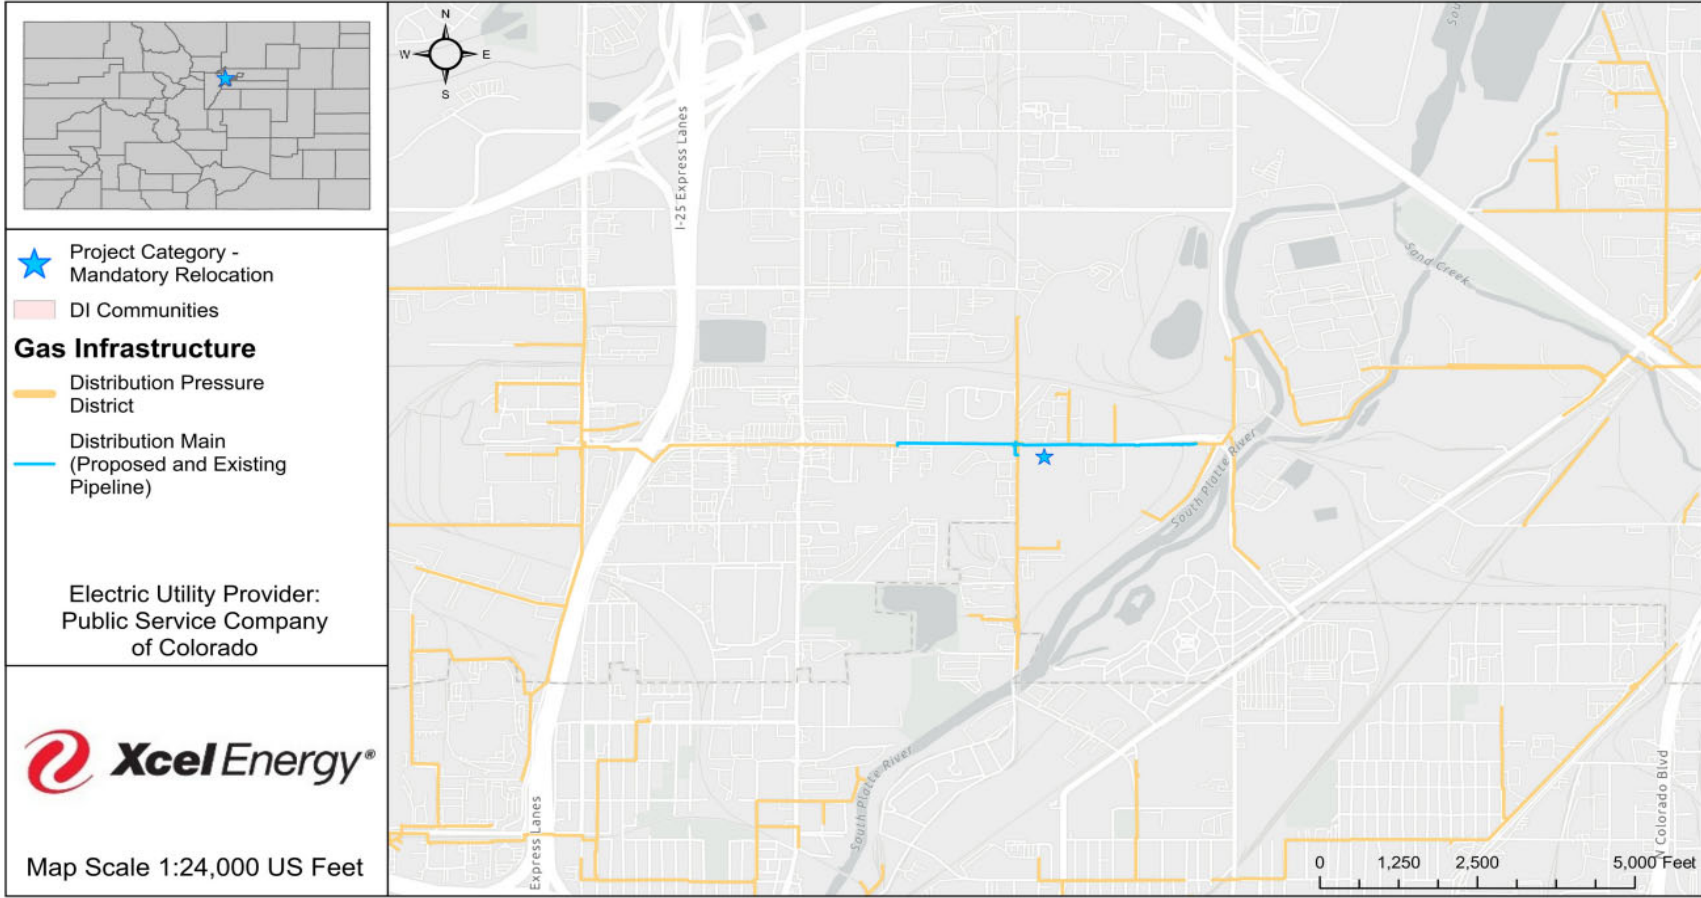 Project Category -
Mandatory Relocation
DI Communities
Gas Infrastructure
Distribution Pressure
District
Distribution Main
(Proposed and Existing
Pipeline)
Electric Utility Provider:
Public Service Company
of Colorado
Xcel Energy®
Map Scale 1:24,000 US Feet
N
W E
S
I-25 Express Lanes
Sou
Sand Creek
South Platte River
South Platte River
Express Lanes
N Colorado Blvd
0 1,250 2,500 5,000 Feet